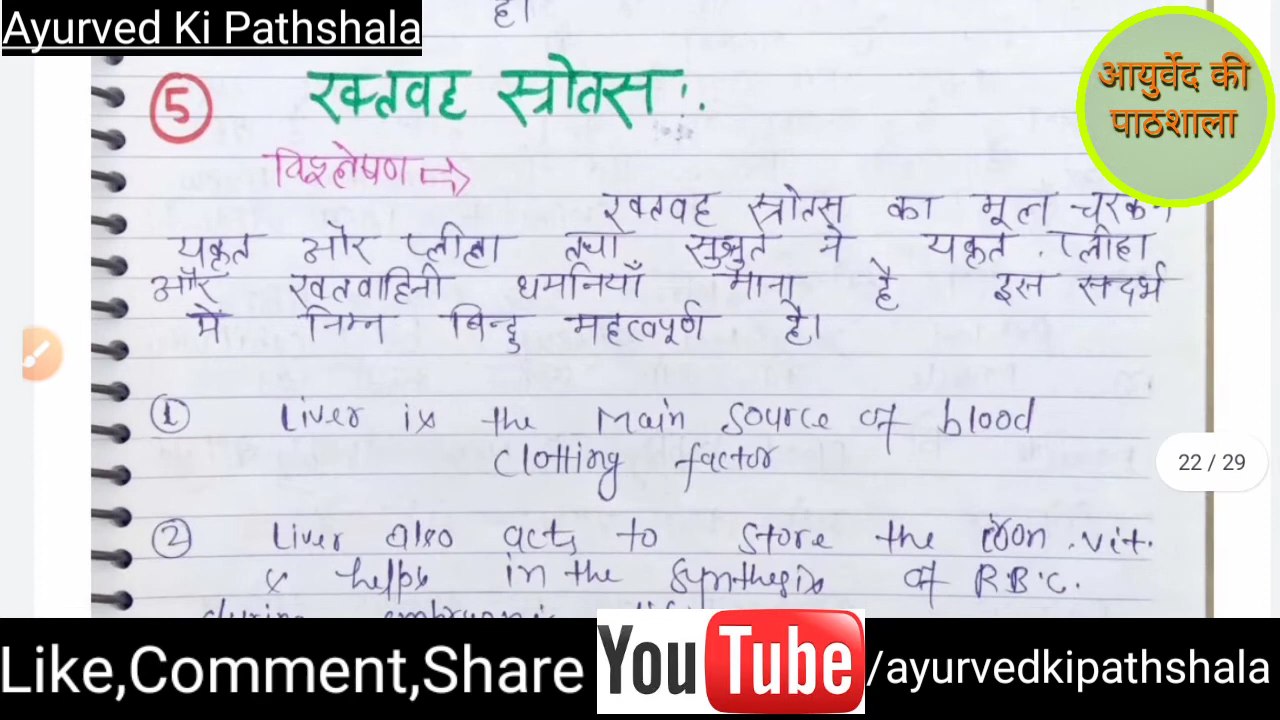 है।
Ayurved Ki Pathshala
आयुर्वेद की
पाठशाला
5 रक्तवह स्त्रोतस :.
विश्लेषण ⇨
रक्तवह स्त्रोतस का मूल चरक ने
यकृत और प्लीहा तथा सुश्रुत ने यकृत . प्लीहा
और रक्तवाहिनी धमनियाँ माना है इस सन्दर्भ
में निम्न बिन्दु महत्वपूर्ण है।
1 Liver is the Main Source of blood
Clotting factor
22 / 29
2 Liver also acts to store the iron . vit.
& helps in the synthesis of R.B.C.
during embryonic
Like,Comment,Share YouTube/ayurvedkipathshala